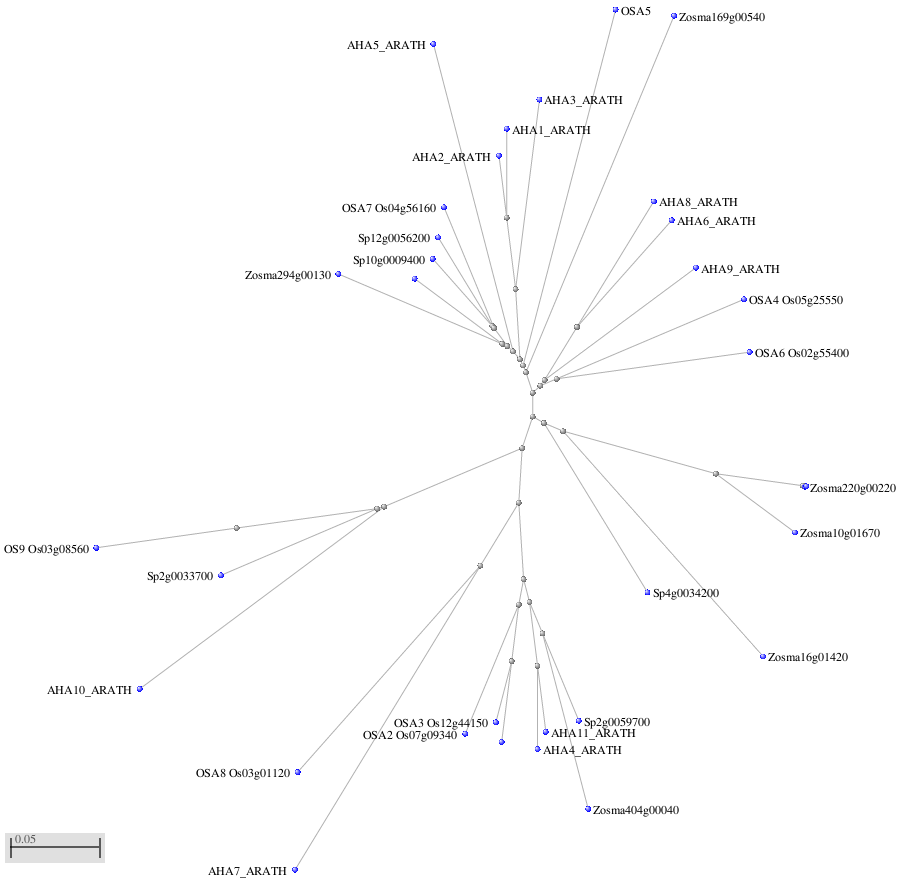 OSA5
Zosma169g00540
AHA5_ARATH
AHA3_ARATH
AHA1_ARATH
AHA2_ARATH
AHA8_ARATH
OSA7 Os04g56160
AHA6_ARATH
Sp12g0056200
Sp10g0009400
AHA9_ARATH
Zosma294g00130
OSA4 Os05g25550
OSA6 Os02g55400
Zosma220g00220
Zosma10g01670
OS9 Os03g08560
Sp2g0033700
Sp4g0034200
Zosma16g01420
AHA10_ARATH
OSA3 Os12g44150
Sp2g0059700
OSA2 Os07g09340
AHA11_ARATH
AHA4_ARATH
OSA8 Os03g01120
Zosma404g00040
0.05
AHA7_ARATH